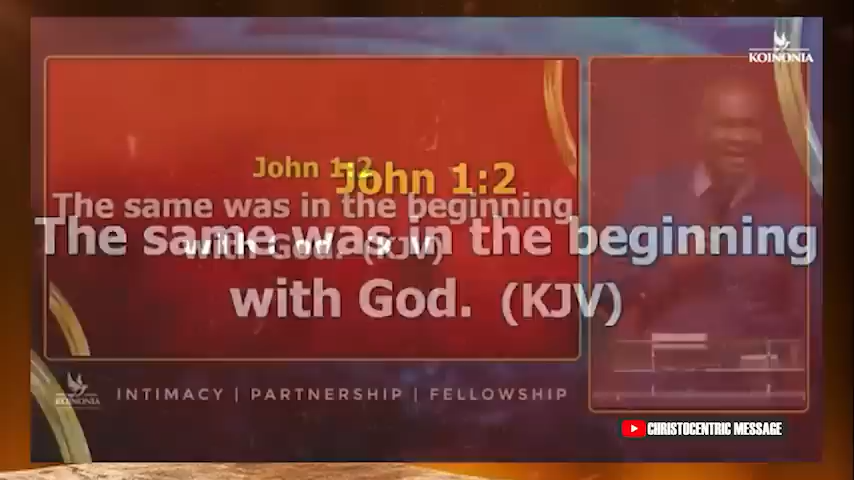 KOINONIA
John 1:2
The same was in the beginning
with God. (KJV)
John 1:2
The same was in the beginning
with God. (KJV)
KOINONIA
INTIMACY | PARTNERSHIP | FELLOWSHIP
CHRISTOCENTRIC MESSAGE